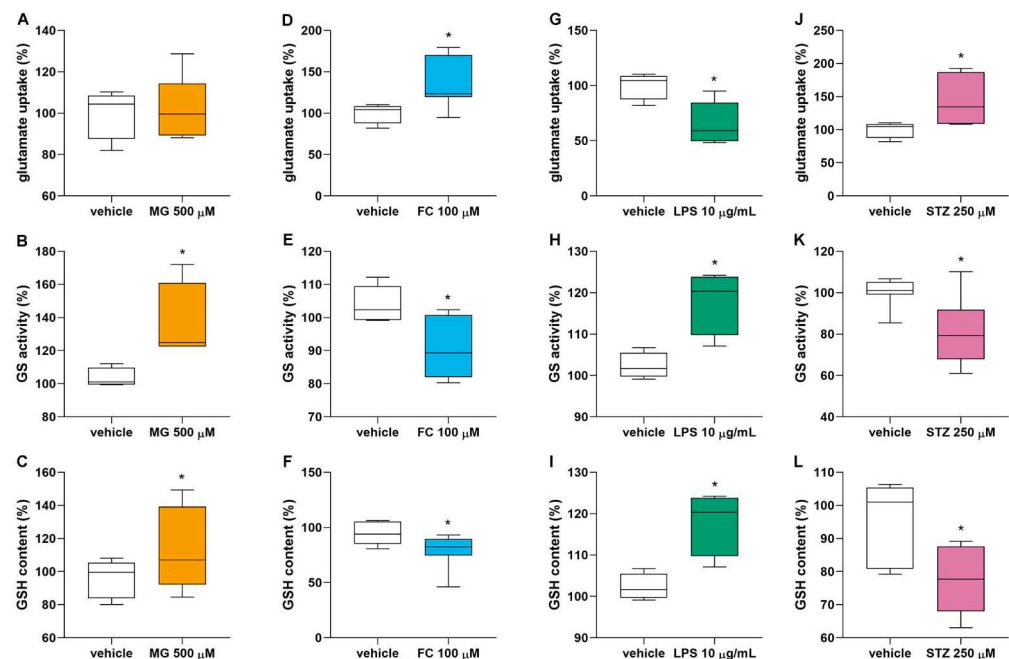 A
glutamate uptake (%)
140
120
100
80
60
vehicle MG 500 µM
D
glutamate uptake (%)
200
150
100
50
0
*
vehicle FC 100 µM
G
glutamate uptake (%)
150
100
50
0
*
vehicle LPS 10 µg/mL
J
glutamate uptake (%)
250
200
150
100
50
0
*
vehicle STZ 250 µM
B
GS activity (%)
180
160
140
120
100
80
*
vehicle MG 500 µM
E
GS activity (%)
120
110
100
90
80
70
*
vehicle FC 100 µM
H
GS activity (%)
130
120
110
100
90
*
vehicle LPS 10 µg/mL
K
GS activity (%)
120
100
80
60
40
*
vehicle STZ 250 µM
C
GSH content (%)
160
140
120
100
80
60
*
vehicle MG 500 µM
F
GSH content (%)
150
100
50
0
*
vehicle FC 100 µM
I
GSH content (%)
130
120
110
100
90
*
vehicle LPS 10 µg/mL
L
GSH content (%)
110
100
90
80
70
60
*
vehicle STZ 250 µM